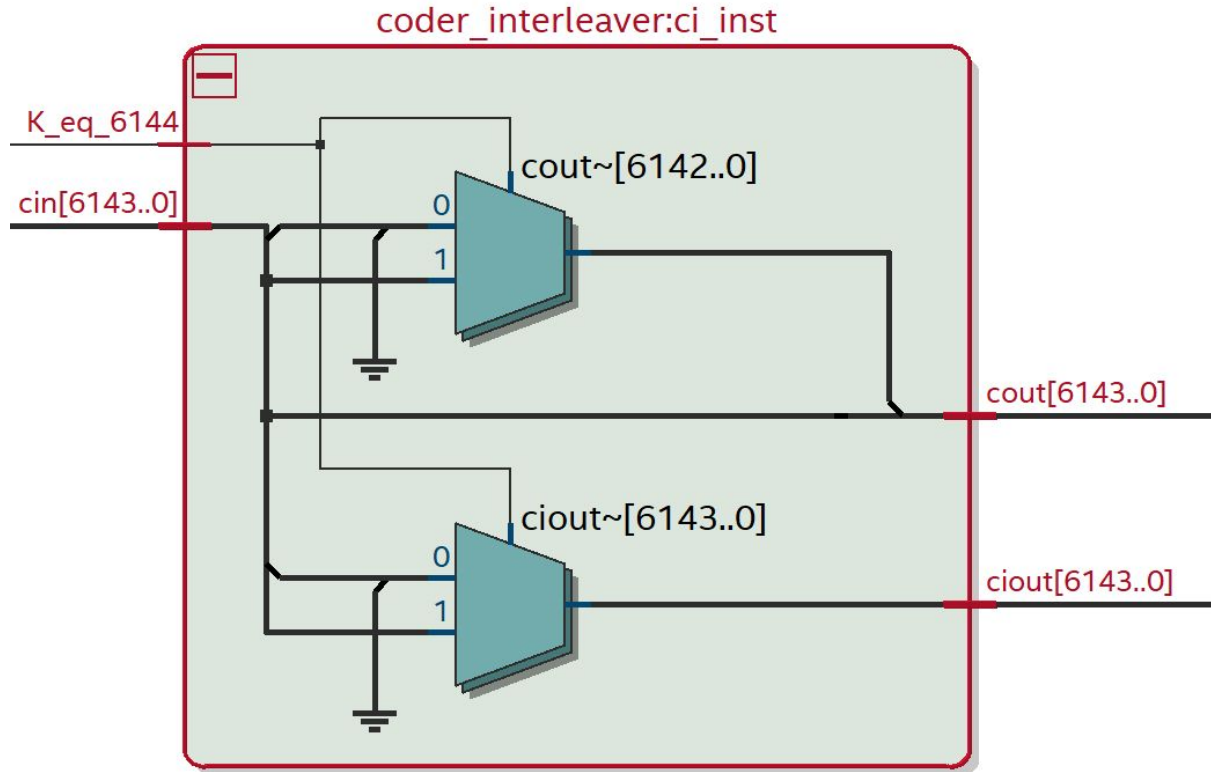 coder_interleaver:ci_inst
K_eq_6144
cin[6143..0]
cout~[6142..0]
0
1
cout[6143..0]
ciout~[6143..0]
0
1
ciout[6143..0]